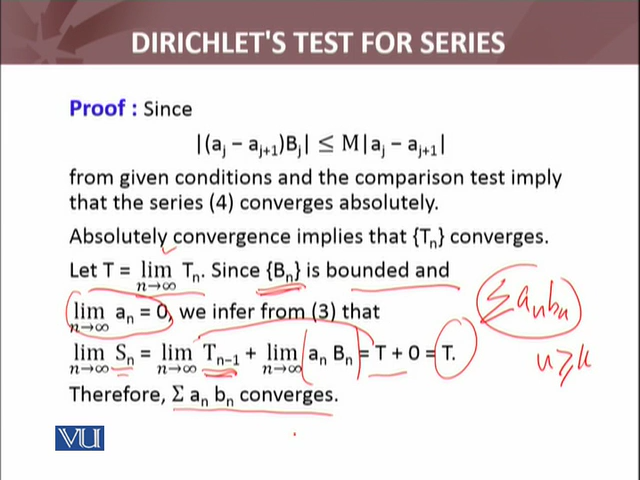 DIRICHLET'S TEST FOR SERIES
Proof : Since
|(aⱼ − aⱼ₊₁)Bⱼ| ≤ M|aⱼ − aⱼ₊₁|
from given conditions and the comparison test imply
that the series (4) converges absolutely.
Absolutely convergence implies that {Tₙ} converges.
Let T = lim Tₙ. Since {Bₙ} is bounded and
n→∞
lim aₙ = 0, we infer from (3) that
n→∞
Σ aₙbₙ
lim Sₙ = lim Tₙ₋₁ + lim aₙ Bₙ = T + 0 = T.
n→∞ n→∞ n→∞
n ≥ k
Therefore, Σ aₙ bₙ converges.
VU